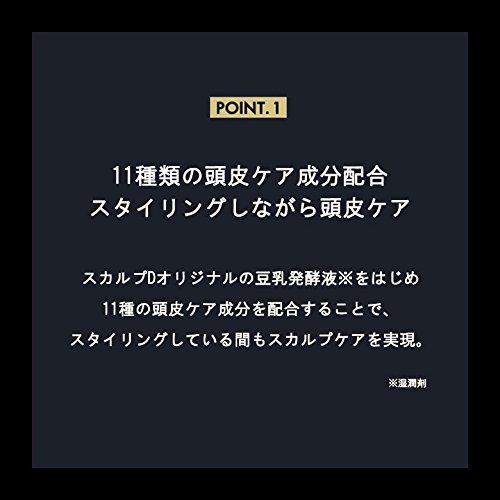 POINT.1
11種類の頭皮ケア成分配合
スタイリングしながら頭皮ケア
スカルプDオリジナルの豆乳発酵液※をはじめ
11種の頭皮ケア成分を配合することで、
スタイリングしている間もスカルプケアを実現。
※湿潤剤